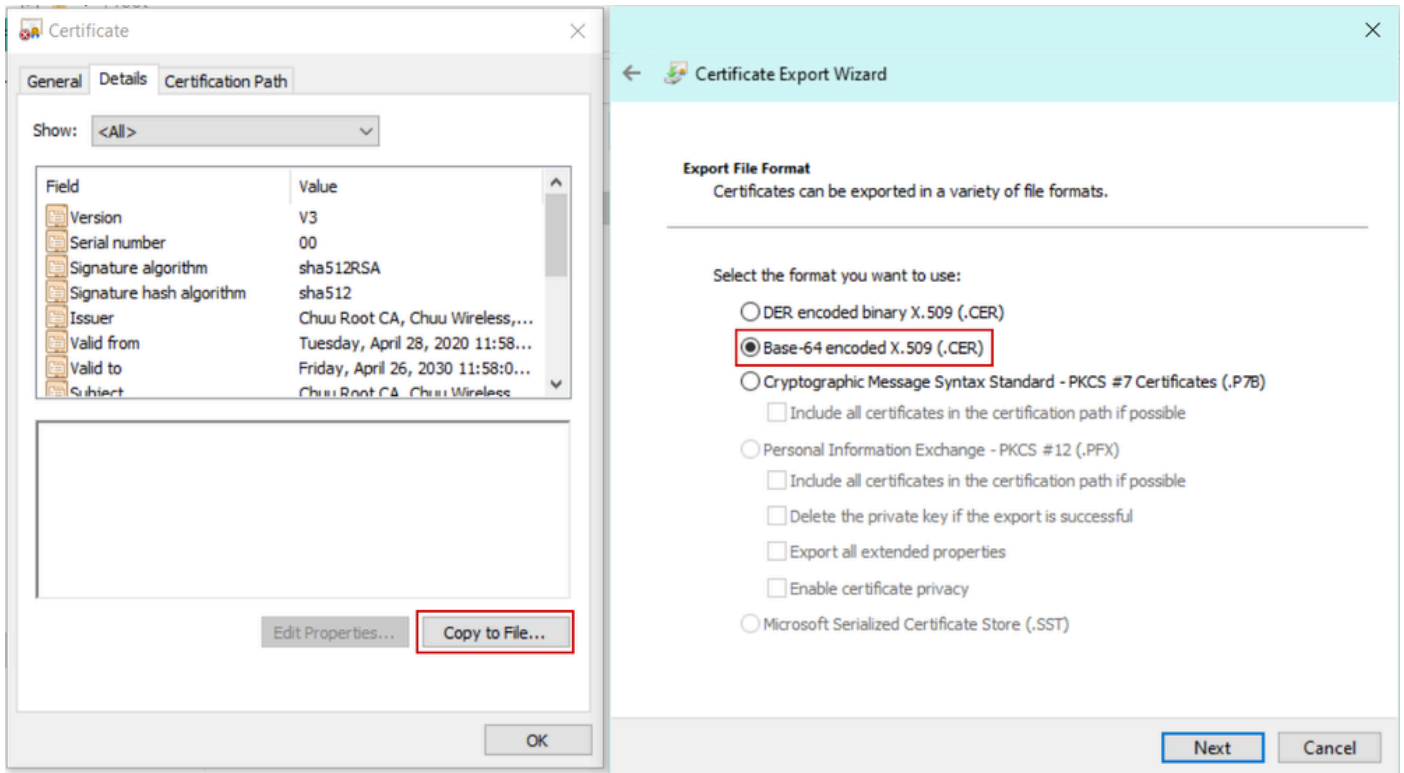 Certificate
General Details Certification Path
Show: <All>
Field Value
Version V3
Serial number 00
Signature algorithm sha512RSA
Signature hash algorithm sha512
Issuer Chuu Root CA, Chuu Wireless,...
Valid from Tuesday, April 28, 2020 11:58...
Valid to Friday, April 26, 2030 11:58:0...
Subject Chuu Root CA, Chuu Wireless
Edit Properties... Copy to File...
OK
Certificate Export Wizard
Export File Format
Certificates can be exported in a variety of file formats.
Select the format you want to use:
DER encoded binary X.509 (.CER)
Base-64 encoded X.509 (.CER)
Cryptographic Message Syntax Standard - PKCS #7 Certificates (.P7B)
Include all certificates in the certification path if possible
Personal Information Exchange - PKCS #12 (.PFX)
Include all certificates in the certification path if possible
Delete the private key if the export is successful
Export all extended properties
Enable certificate privacy
Microsoft Serialized Certificate Store (.SST)
Next Cancel